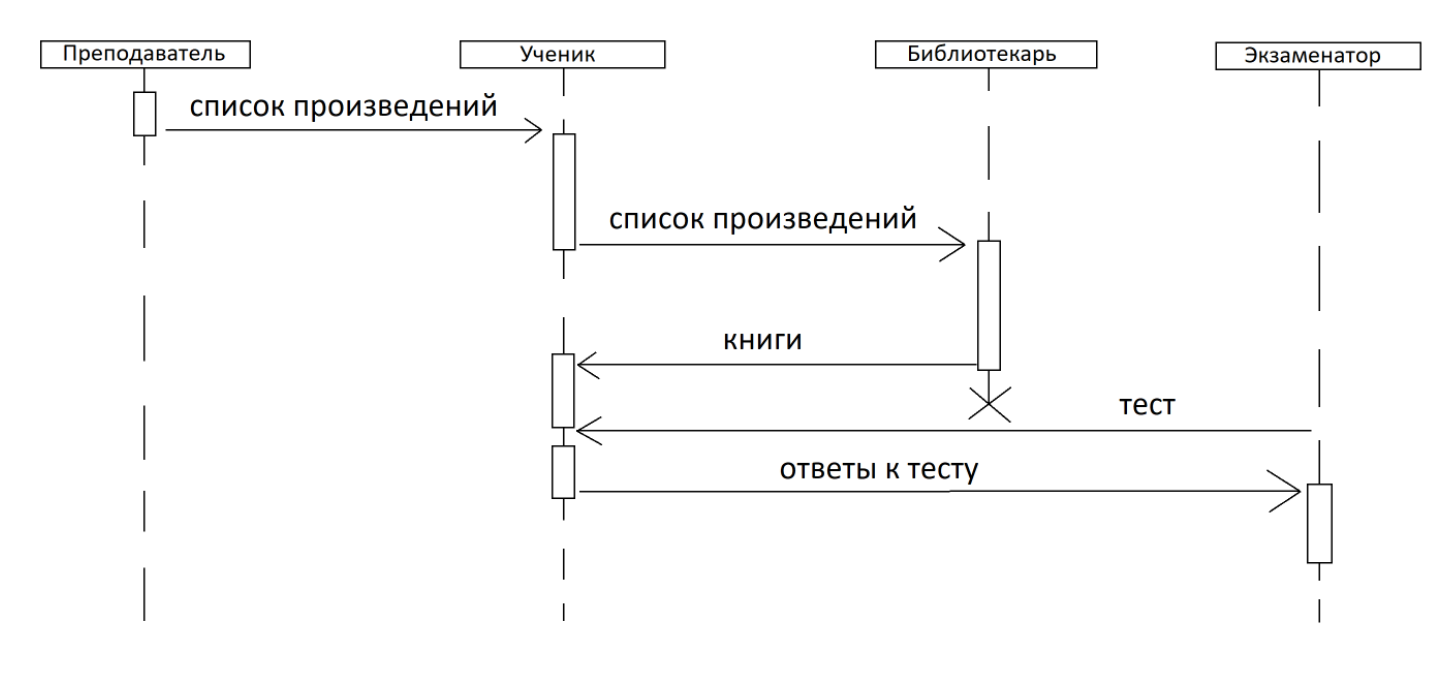 Преподаватель
Ученик
Библиотекарь
Экзаменатор
список произведений
список произведений
книги
тест
ответы к тесту